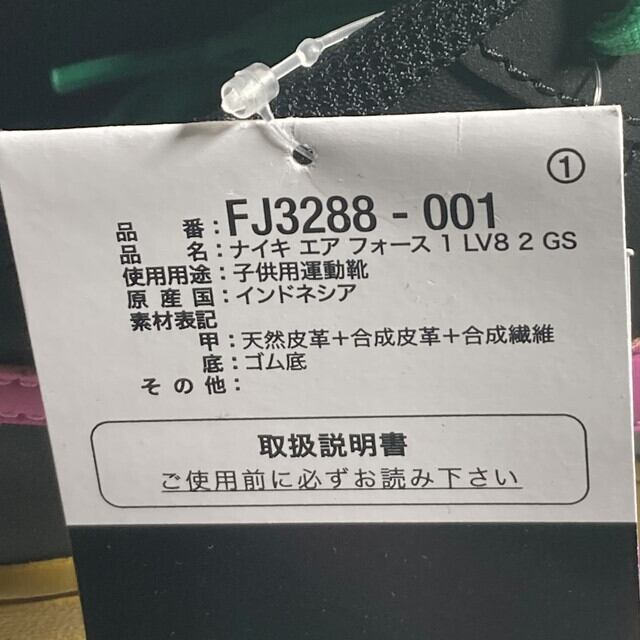 ①
品番：FJ3288 - 001
品名：ナイキ エア フォース 1 LV8 2 GS
使用用途：子供用運動靴
原産国：インドネシア
素材表記
甲：天然皮革＋合成皮革＋合成繊維
底：ゴム底
その他：
取扱説明書
ご使用前に必ずお読み下さい